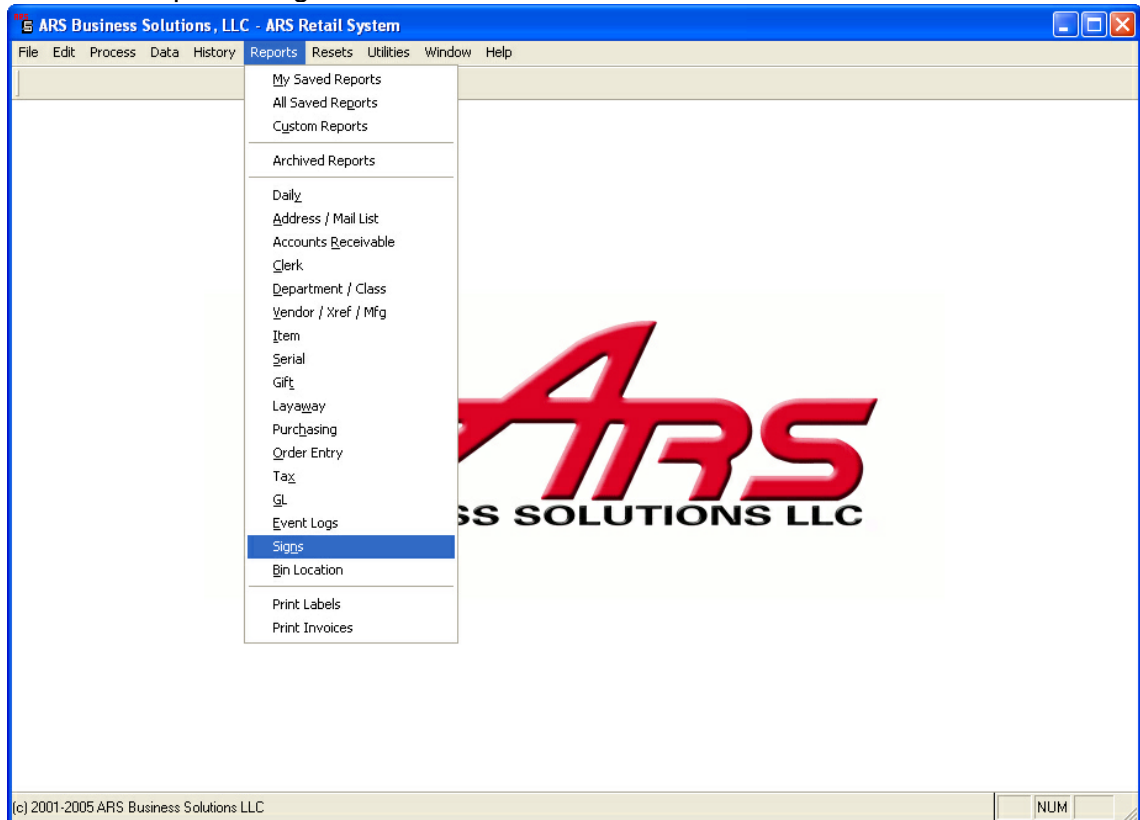 ARS Business Solutions, LLC - ARS Retail System
File Edit Process Data History Reports Resets Utilities Window Help
My Saved Reports
All Saved Reports
Custom Reports
Archived Reports
Daily
Address / Mail List
Accounts Receivable
Clerk
Department / Class
Vendor / Xref / Mfg
Item
Serial
Gift
Layaway
Purchasing
Order Entry
Tax
GL
Event Logs
Signs
Bin Location
Print Labels
Print Invoices
ARS
SS SOLUTIONS LLC
(c) 2001-2005 ARS Business Solutions LLC
NUM